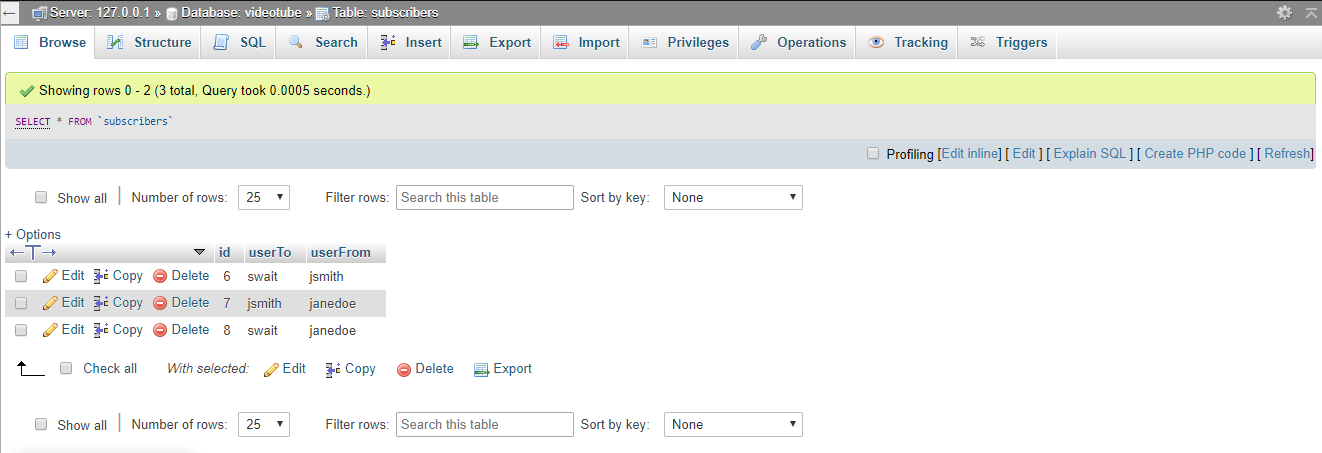 Server: 127.0.0.1 » Database: videotube » Table: subscribers
Browse Structure SQL Search Insert Export Import Privileges Operations Tracking Triggers
Showing rows 0 - 2 (3 total, Query took 0.0005 seconds.)
SELECT * FROM `subscribers`
Profiling [Edit inline] [ Edit ] [ Explain SQL ] [ Create PHP code ] [ Refresh]
Show all Number of rows: 25 Filter rows: Search this table Sort by key: None
+ Options
id userTo userFrom
Edit Copy Delete 6 swait jsmith
Edit Copy Delete 7 jsmith janedoe
Edit Copy Delete 8 swait janedoe
Check all With selected: Edit Copy Delete Export
Show all Number of rows: 25 Filter rows: Search this table Sort by key: None